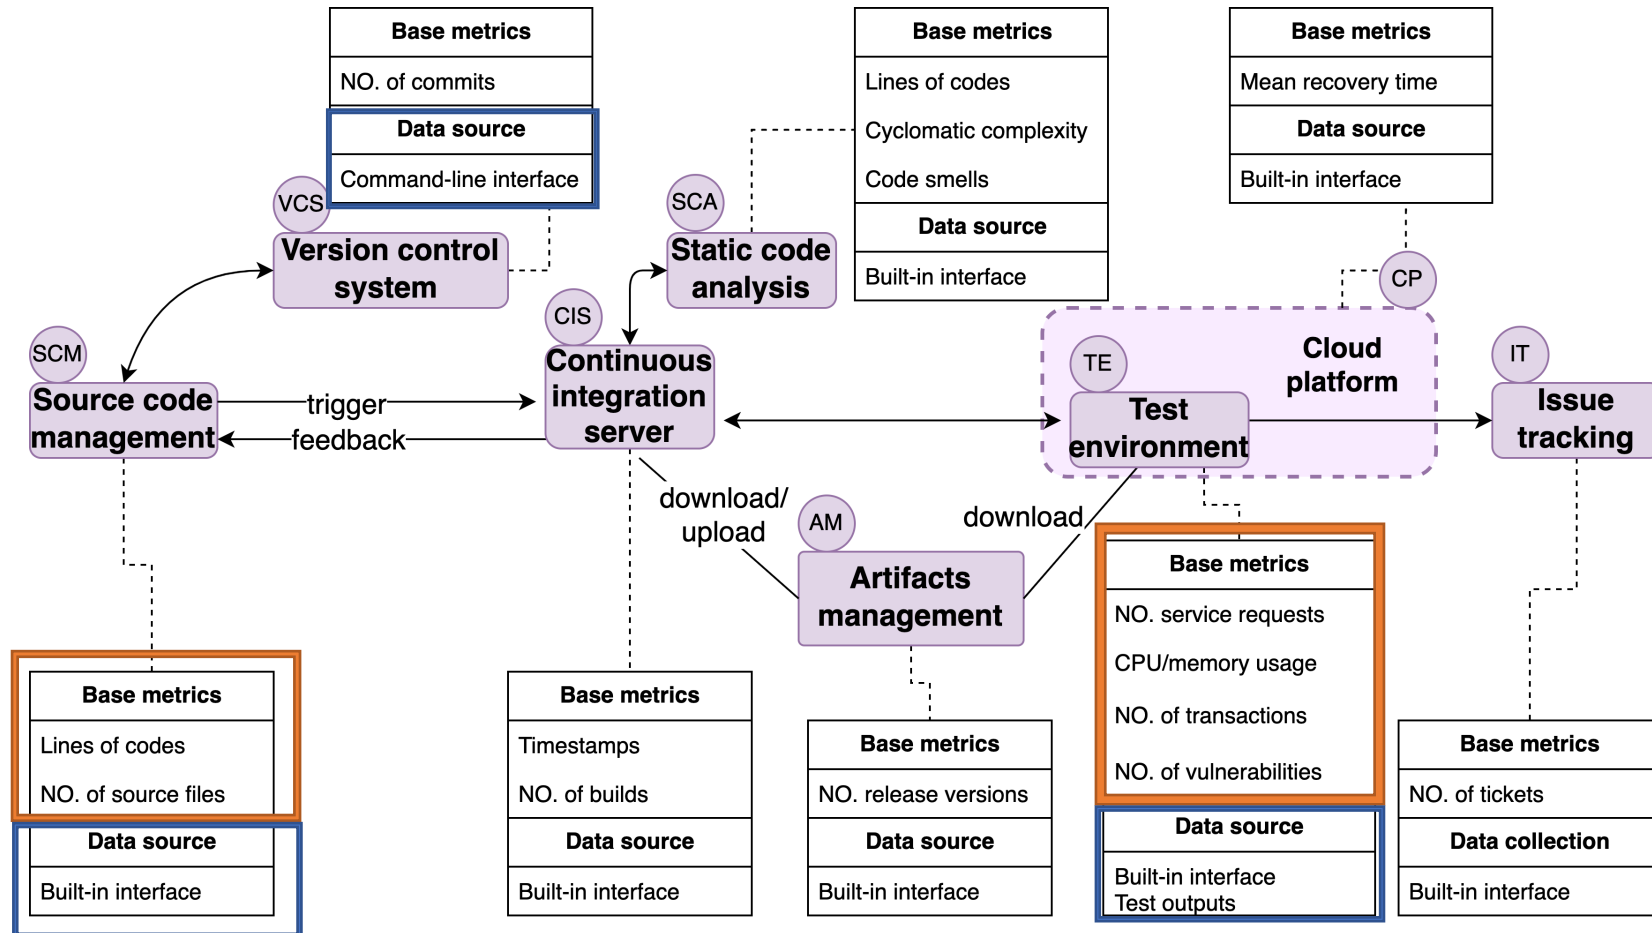 Base metrics
NO. of commits
Data source
Command-line interface
Base metrics
Lines of codes
Cyclomatic complexity
Code smells
Data source
Built-in interface
Base metrics
Mean recovery time
Data source
Built-in interface
VCS
Version control
system
SCA
Static code
analysis
CP
Cloud
platform
SCM
Source code
management
trigger
feedback
CIS
Continuous
integration
server
TE
Test
environment
IT
Issue
tracking
download/
upload
AM
Artifacts
management
download
Base metrics
Lines of codes
NO. of source files
Data source
Built-in interface
Base metrics
Timestamps
NO. of builds
Data source
Built-in interface
Base metrics
NO. release versions
Data source
Built-in interface
Base metrics
NO. service requests
CPU/memory usage
NO. of transactions
NO. of vulnerabilities
Data source
Built-in interface
Test outputs
Base metrics
NO. of tickets
Data collection
Built-in interface